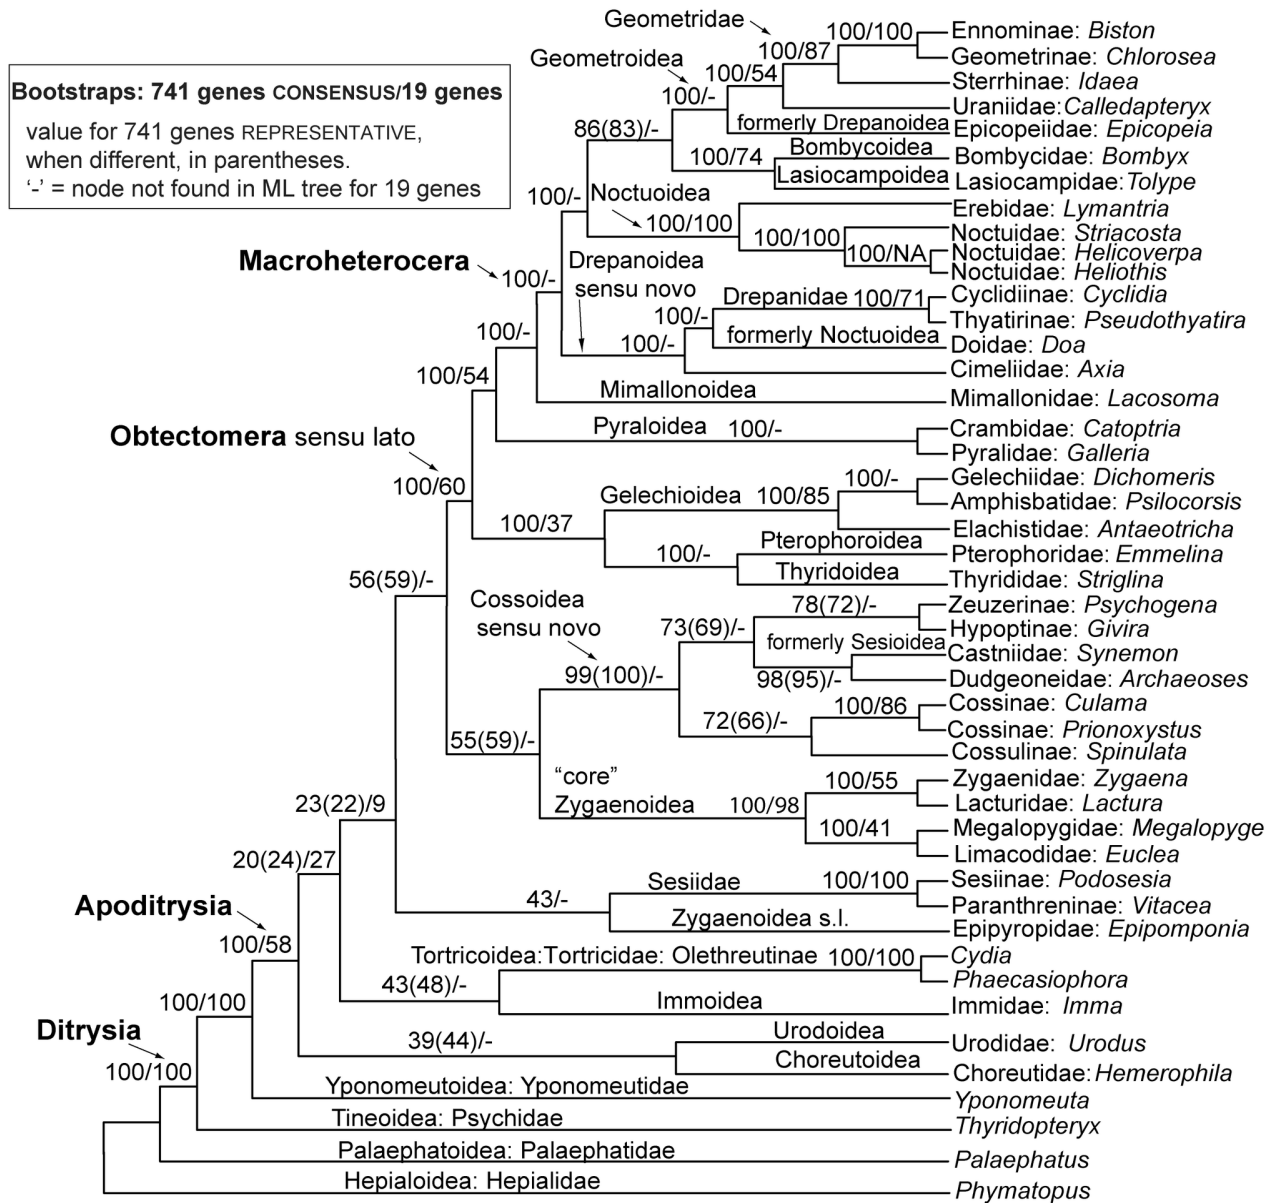 Geometridae
100/100
Ennominae: Biston
Geometrinae: Chlorosea
100/87
Sterrhinae: Idaea
Geometroidea
100/54
Uraniidae:Calledapteryx
100/-
formerly Drepanoidea
Epicopeiidae: Epicopeia
Bootstraps: 741 genes CONSENSUS/19 genes
value for 741 genes REPRESENTATIVE,
when different, in parentheses.
‘-’ = node not found in ML tree for 19 genes
86(83)/-
Bombycoidea
Bombycidae: Bombyx
100/74
Lasiocampoidea
Lasiocampidae: Tolype
100/-
Noctuoidea
Erebidae: Lymantria
100/100
Noctuidae: Striacosta
100/100
Noctuidae: Helicoverpa
100/NA
Noctuidae: Heliothis
Macroheterocera
100/-
Drepanoidea
sensu novo
Drepanidae 100/71
Cyclidiinae: Cyclidia
Thyatirinae: Pseudothyatira
100/-
formerly Noctuoidea
Doidae: Doa
100/-
Cimeliidae: Axia
100/-
Mimallonoidea
Mimallonidae: Lacosoma
100/54
Pyraloidea 100/-
Crambidae: Catoptria
Pyralidae: Galleria
Obtectomera sensu lato
100/60
100/-
Gelechiidae: Dichomeris
Gelechioidea 100/85
Amphisbatidae: Psilocorsis
Elachistidae: Antaeotricha
100/37
Pterophoroidea
Pterophoridae: Emmelina
100/-
Thyridoidea
Thyrididae: Striglina
56(59)/-
Cossoidea
sensu novo
78(72)/-
Zeuzerinae: Psychogena
Hypoptinae: Givira
73(69)/-
formerly Sesioidea
Castniidae: Synemon
98(95)/-
Dudgeoneidae: Archaeoses
99(100)/-
100/86
Cossinae: Culama
Cossinae: Prionoxystus
72(66)/-
Cossulinae: Spinulata
55(59)/-
“core”
Zygaenoidea
100/98
100/55
Zygaenidae: Zygaena
Lacturidae: Lactura
100/41
Megalopygidae: Megalopyge
Limacodidae: Euclea
23(22)/9
Sesiidae
100/100
Sesiinae: Podosesia
Paranthreninae: Vitacea
43/-
Zygaenoidea s.l.
Epipyropidae: Epipomponia
20(24)/27
Apoditrysia
100/58
Tortricoidea:Tortricidae: Olethreutinae 100/100
Cydia
Phaecasiophora
43(48)/-
Immoidea
Immidae: Imma
100/100
Ditrysia
39(44)/-
Urodoidea
Urodidae: Urodus
Choreutoidea
Choreutidae:Hemerophila
100/100
Yponomeutoidea: Yponomeutidae
Yponomeuta
Tineoidea: Psychidae
Thyridopteryx
Palaephatoidea: Palaephatidae
Palaephatus
Hepialoidea: Hepialidae
Phymatopus